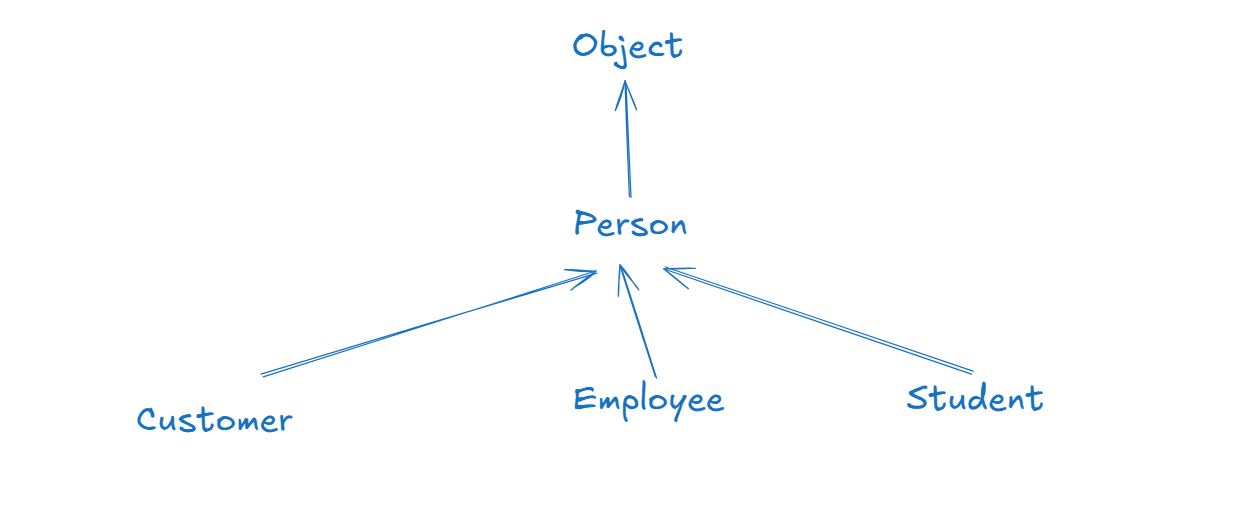 Object
Person
Customer
Employee
Student